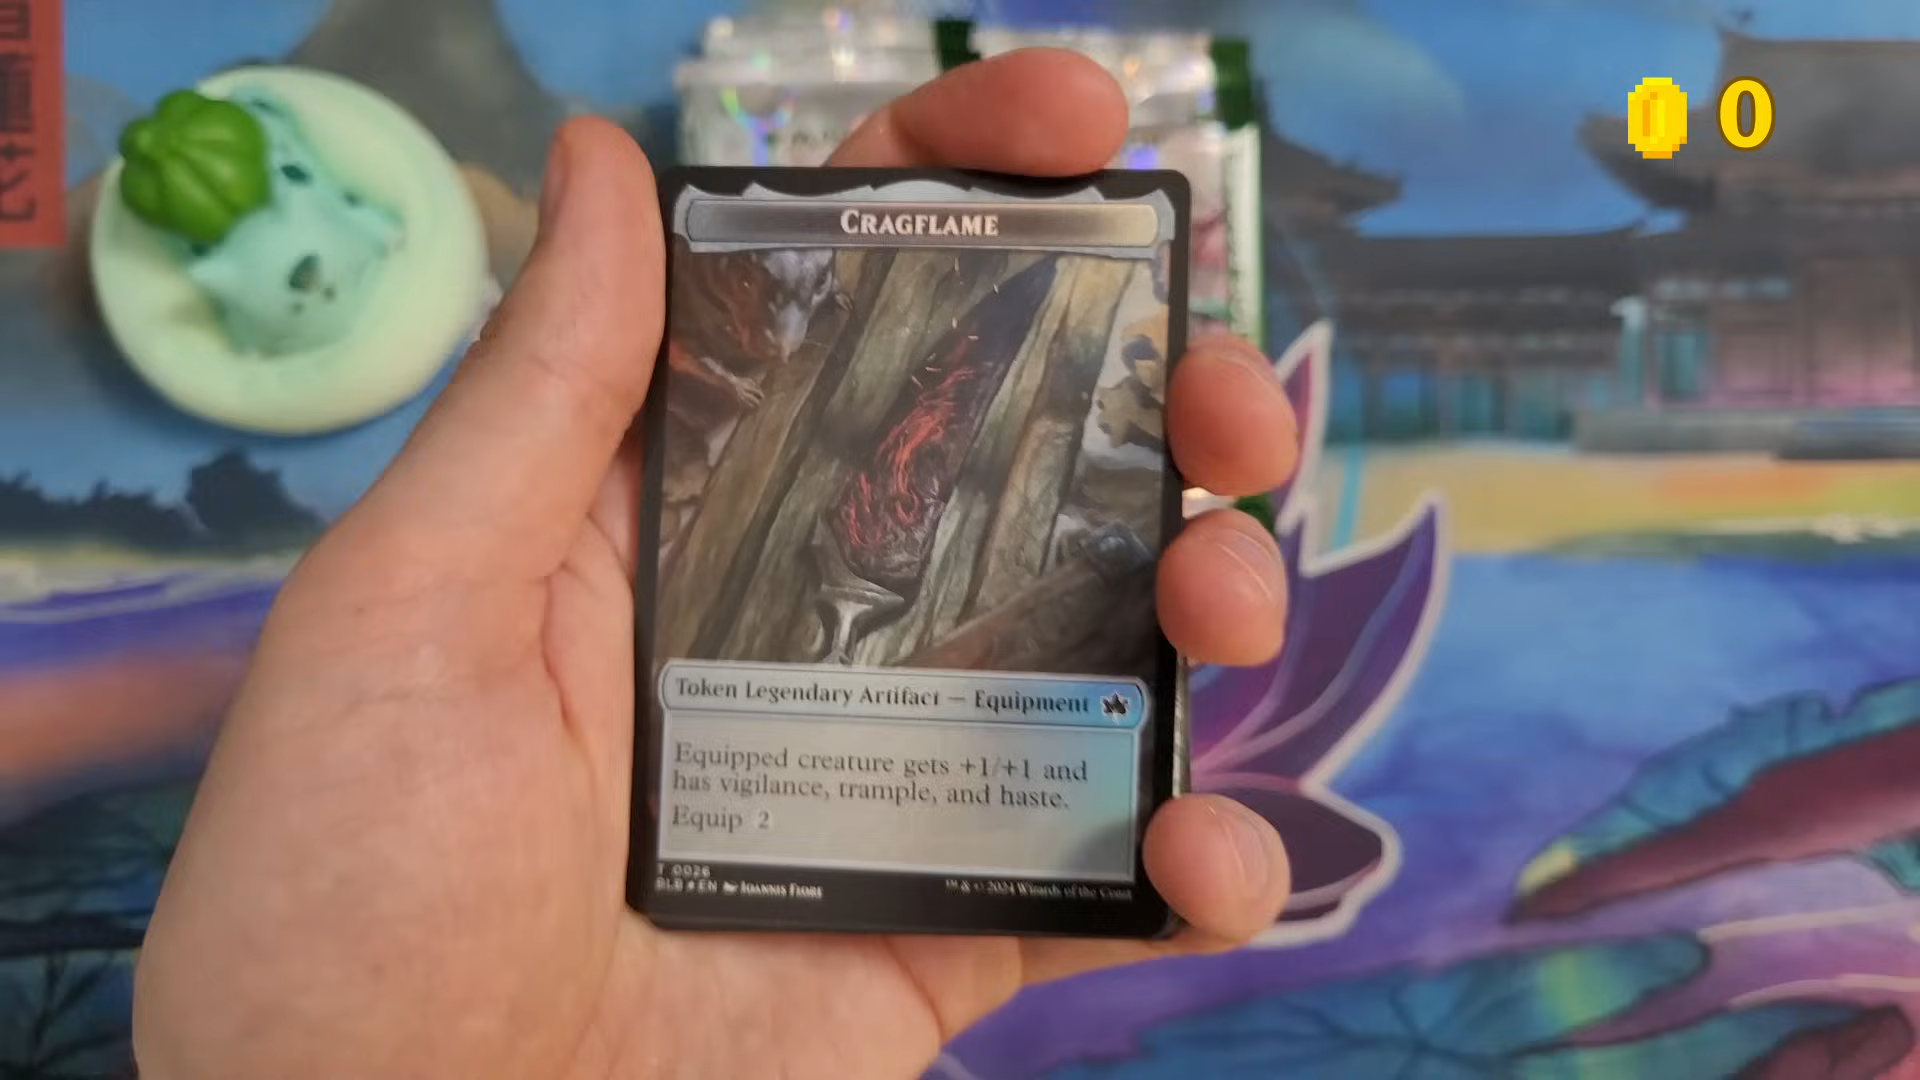 0
CRAGFLAME
Token Legendary Artifact — Equipment
Equipped creature gets +1/+1 and
has vigilance, trample, and haste.
Equip 2
T 0026
BLB ★ EN IOANNIS FIORE
™ & © 2024 Wizards of the Coast